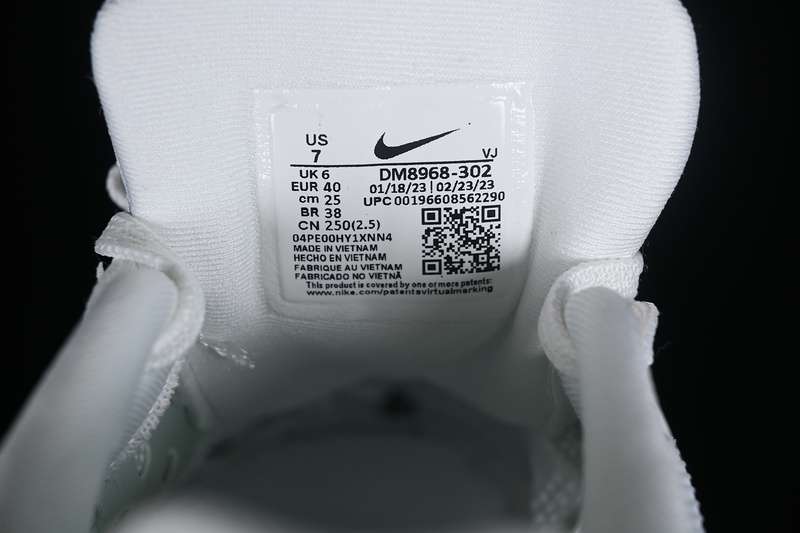 US
7
VJ
UK 6
EUR 40
cm 25
BR 38
CN 250(2.5)
DM8968-302
01/18/23 | 02/23/23
UPC 00196608562290
04PE00HY1XNN4
MADE IN VIETNAM
HECHO EN VIETNAM
FABRIQUE AU VIETNAM
FABRICADO NO VIETNÃ
This product is covered by one or more patents:
www.nike.com/patentsvirtualmarking